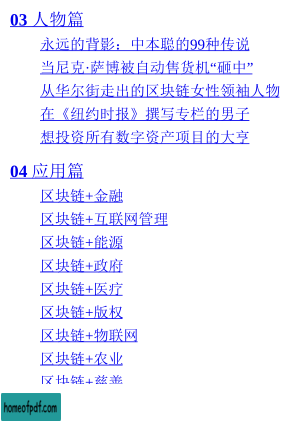 03 人物篇
永远的背影：中本聪的99种传说
当尼克·萨博被自动售货机“砸中”
从华尔街走出的区块链女性领袖人物
在《纽约时报》撰写专栏的男子
想投资所有数字资产项目的大亨
04 应用篇
区块链+金融
区块链+互联网管理
区块链+能源
区块链+政府
区块链+医疗
区块链+版权
区块链+物联网
区块链+农业
区块链+慈善
homeofpdf.com